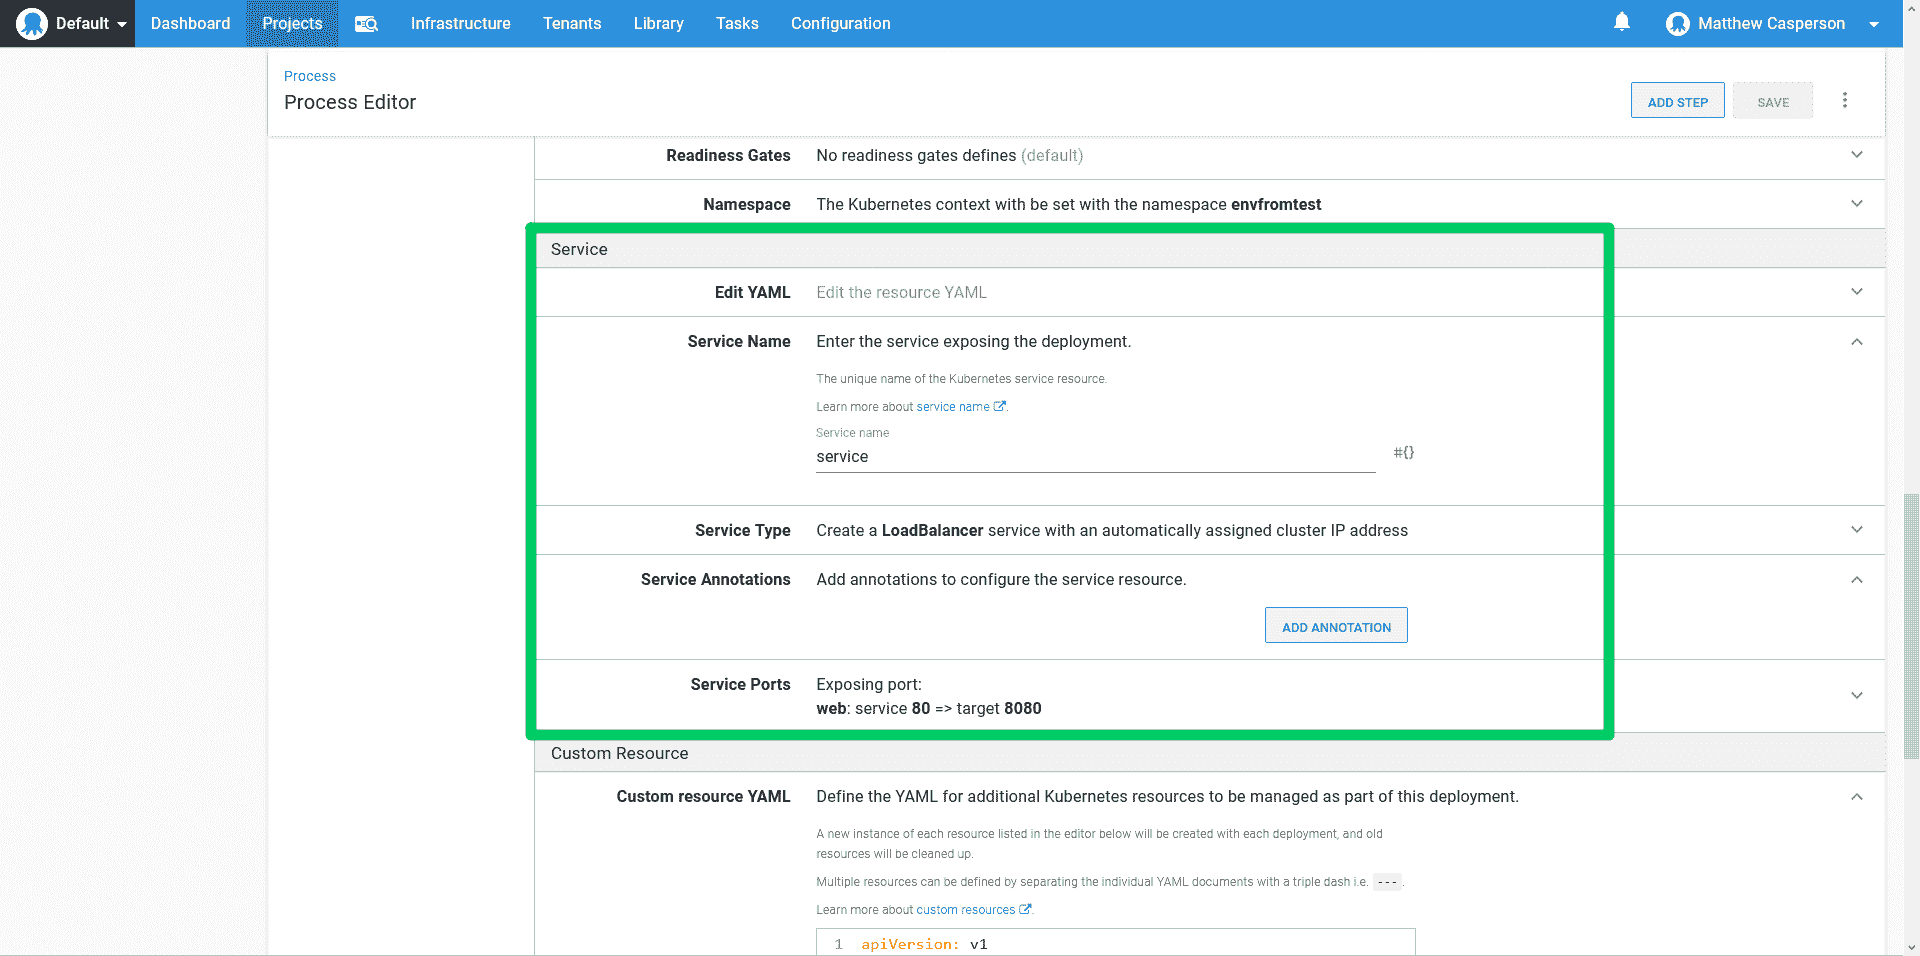 Default Dashboard Projects Infrastructure Tenants Library Tasks Configuration Matthew Casperson
Process
Process Editor
ADD STEP SAVE
Readiness Gates No readiness gates defines (default)
Namespace The Kubernetes context with be set with the namespace envfromtest
Service
Edit YAML Edit the resource YAML
Service Name Enter the service exposing the deployment.
The unique name of the Kubernetes service resource.
Learn more about service name.
Service name
service #{}
Service Type Create a LoadBalancer service with an automatically assigned cluster IP address
Service Annotations Add annotations to configure the service resource.
ADD ANNOTATION
Service Ports Exposing port:
web: service 80 => target 8080
Custom Resource
Custom resource YAML Define the YAML for additional Kubernetes resources to be managed as part of this deployment.
A new instance of each resource listed in the editor below will be created with each deployment, and old
resources will be cleaned up.
Multiple resources can be defined by separating the individual YAML documents with a triple dash i.e. ---.
Learn more about custom resources.
1 apiVersion: v1